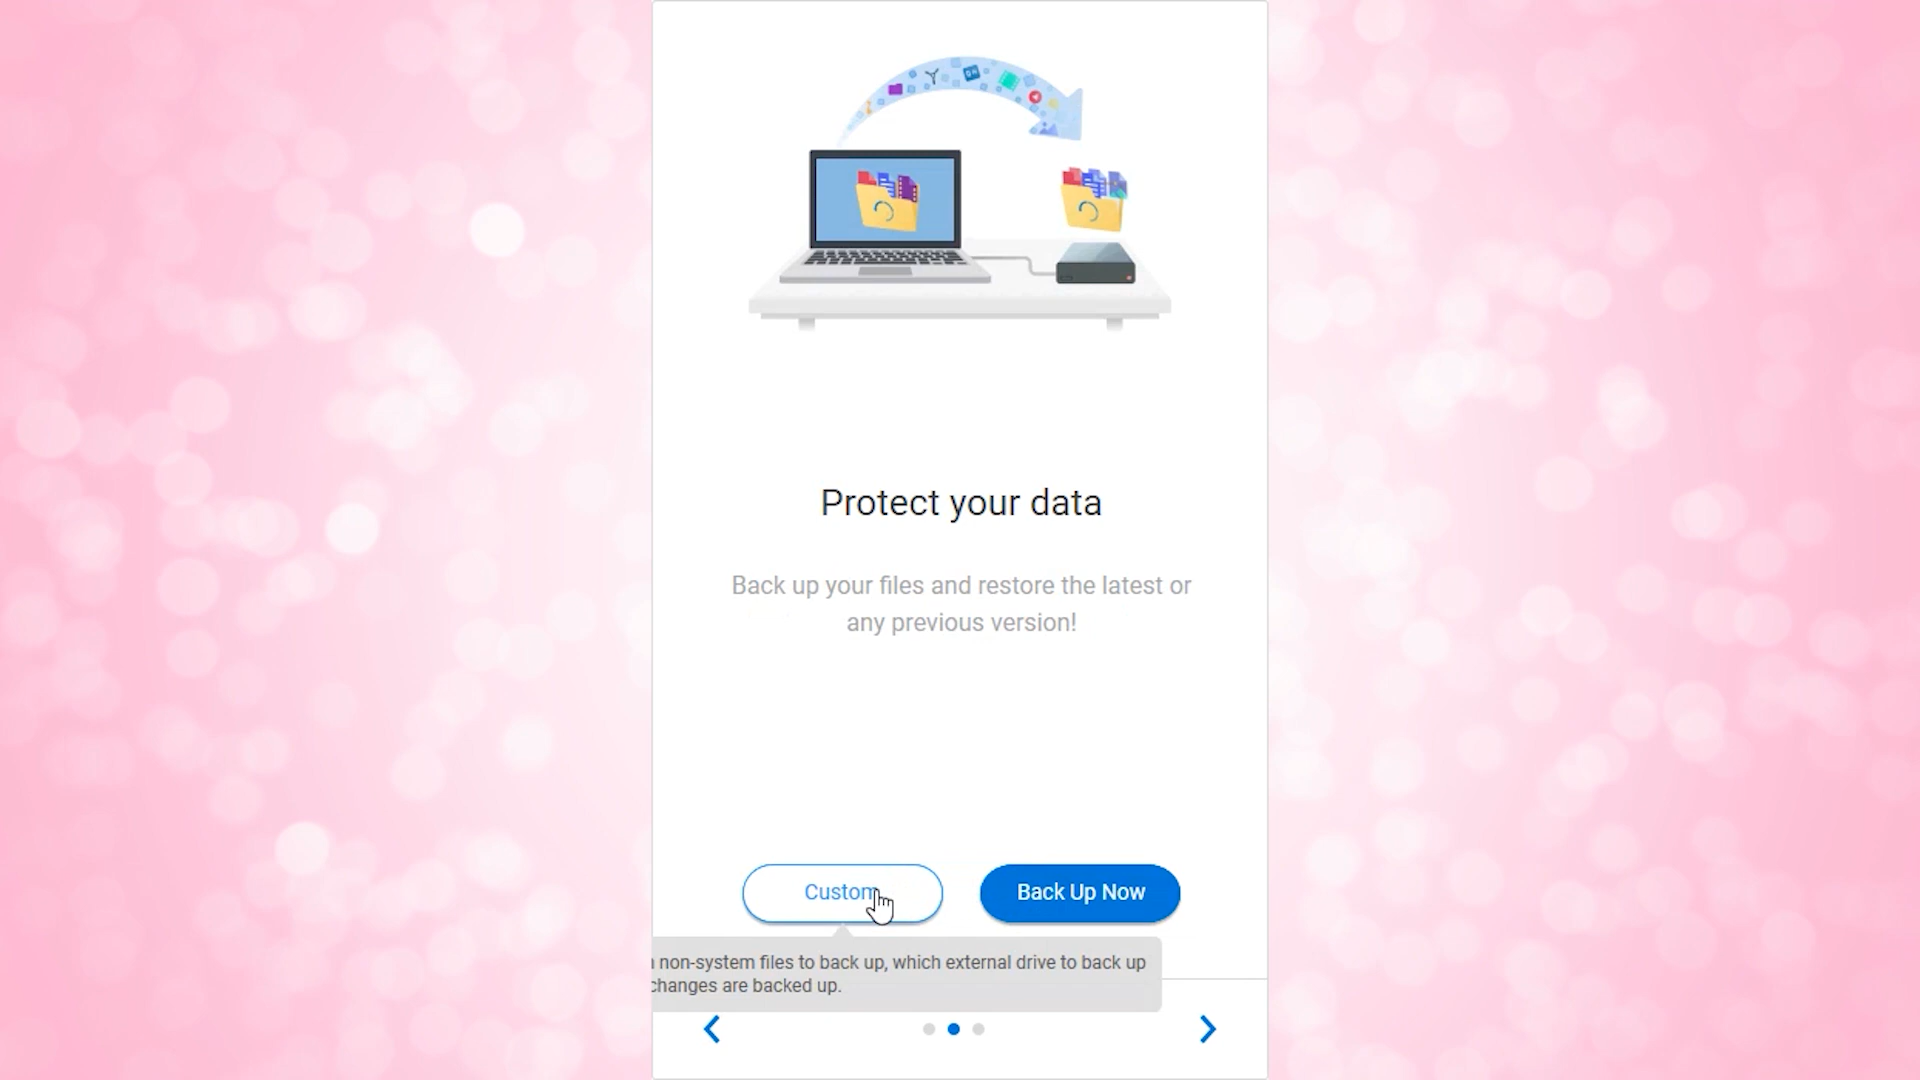 Protect your data
Back up your files and restore the latest or
any previous version!
Custom
Back Up Now
non-system files to back up, which external drive to back up
changes are backed up.